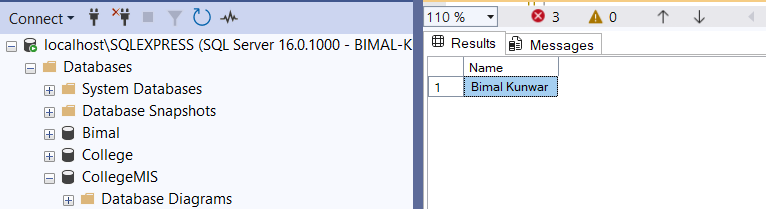 Connect
localhost\SQLEXPRESS (SQL Server 16.0.1000 - BIMAL-K
Databases
System Databases
Database Snapshots
Bimal
College
CollegeMIS
Database Diagrams
110 %
3
0
Results
Messages
Name
1
Bimal Kunwar